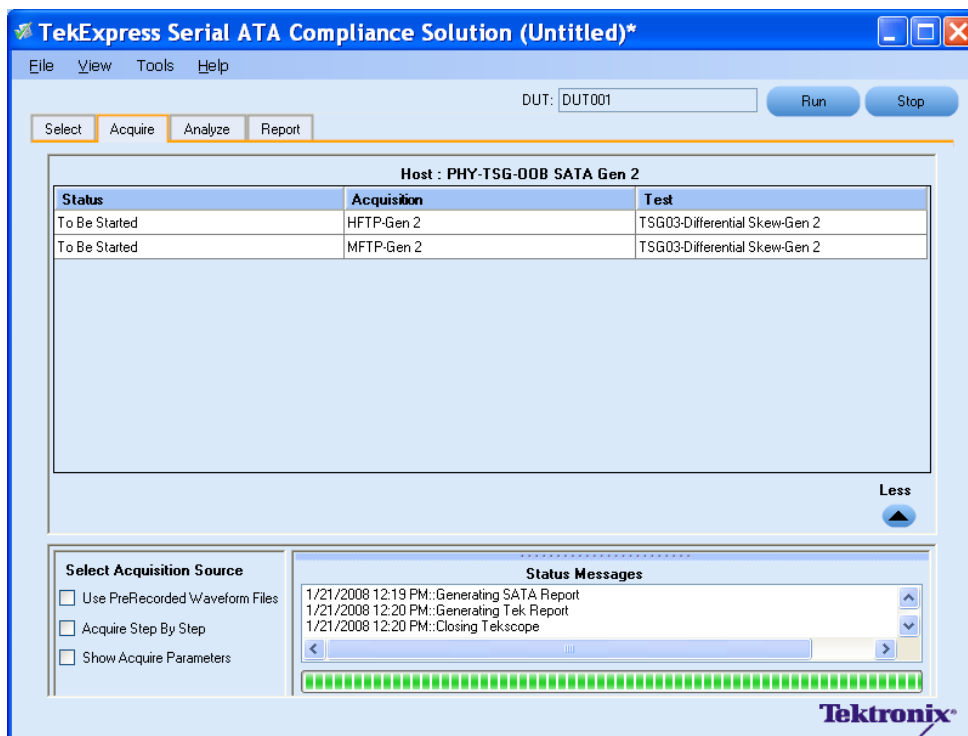 TekExpress Serial ATA Compliance Solution (Untitled)*
File View Tools Help
DUT: DUT001 Run Stop
Select Acquire Analyze Report
Host : PHY-TSG-OOB SATA Gen 2
Status Acquisition Test
To Be Started HFTP-Gen 2 TSG03-Differential Skew-Gen 2
To Be Started MFTP-Gen 2 TSG03-Differential Skew-Gen 2
Less
Select Acquisition Source
Use PreRecorded Waveform Files
Acquire Step By Step
Show Acquire Parameters
Status Messages
1/21/2008 12:19 PM::Generating SATA Report
1/21/2008 12:20 PM::Generating Tek Report
1/21/2008 12:20 PM::Closing Tekscope
Tektronix